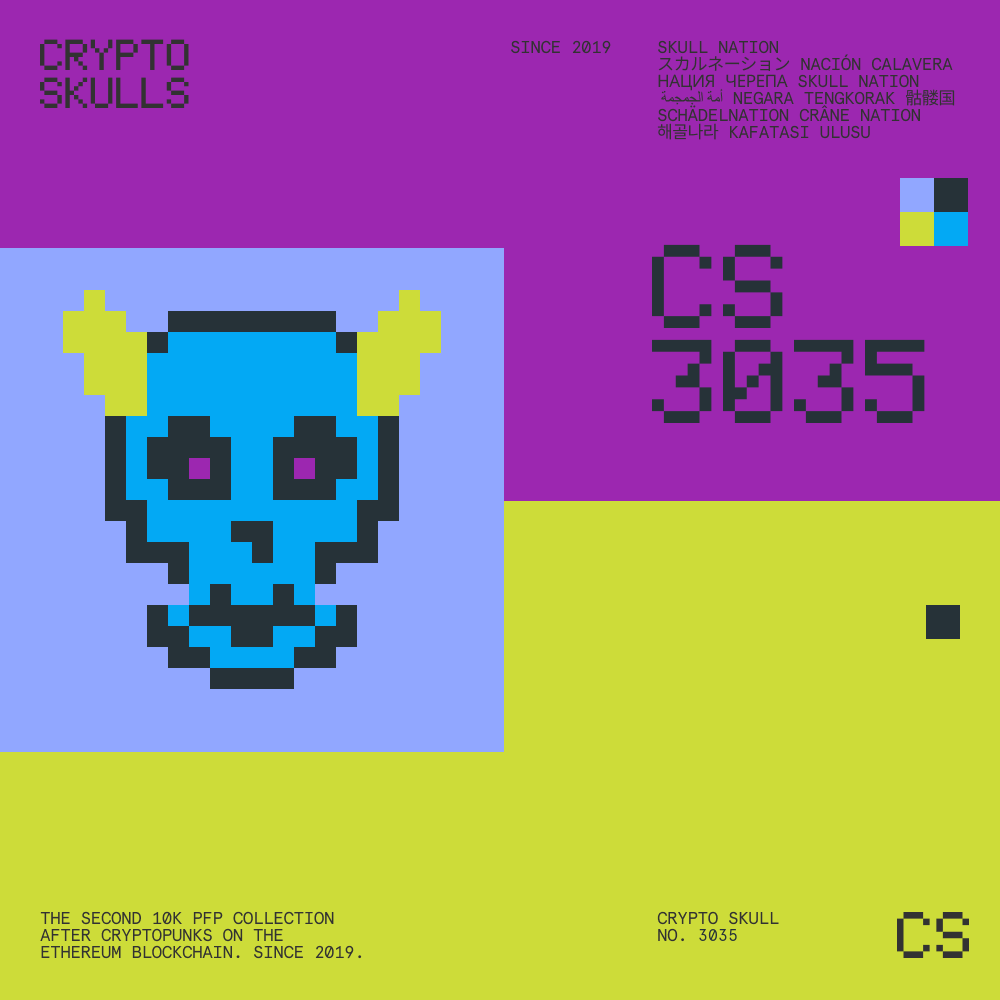 CRYPTO
SKULLS
SINCE 2019
SKULL NATION
スカルネーション NACIÓN CALAVERA
НАЦИЯ ЧЕРЕПА SKULL NATION
أمة الجمجمة NEGARA TENGKORAK 骷髅国
SCHÄDELNATION CRÂNE NATION
해골나라 KAFATASI ULUSU
CS
3035
THE SECOND 10K PFP COLLECTION
AFTER CRYPTOPUNKS ON THE
ETHEREUM BLOCKCHAIN. SINCE 2019.
CRYPTO SKULL
NO. 3035
CS